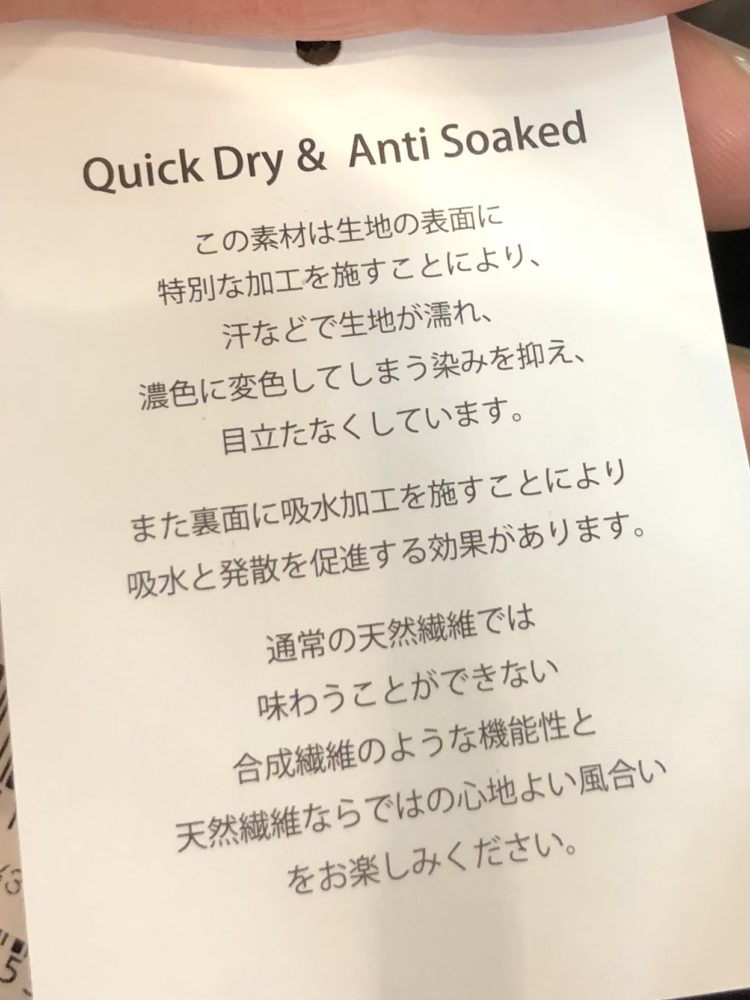 Quick Dry & Anti Soaked
この素材は生地の表面に
特別な加工を施すことにより、
汗などで生地が濡れ、
濃色に変色してしまう染みを抑え、
目立たなくしています。
また裏面に吸水加工を施すことにより
吸水と発散を促進する効果があります。
通常の天然繊維では
味わうことができない
合成繊維のような機能性と
天然繊維ならではの心地よい風合い
をお楽しみください。